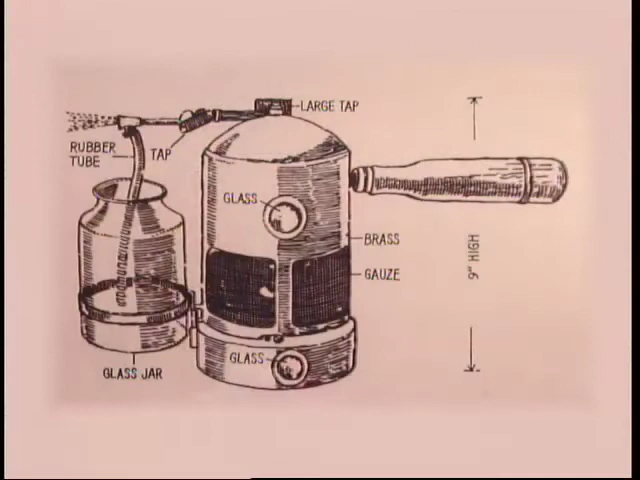 LARGE TAP
RUBBER
TUBE
TAP
GLASS
BRASS
GAUZE
9" HIGH
GLASS
GLASS JAR